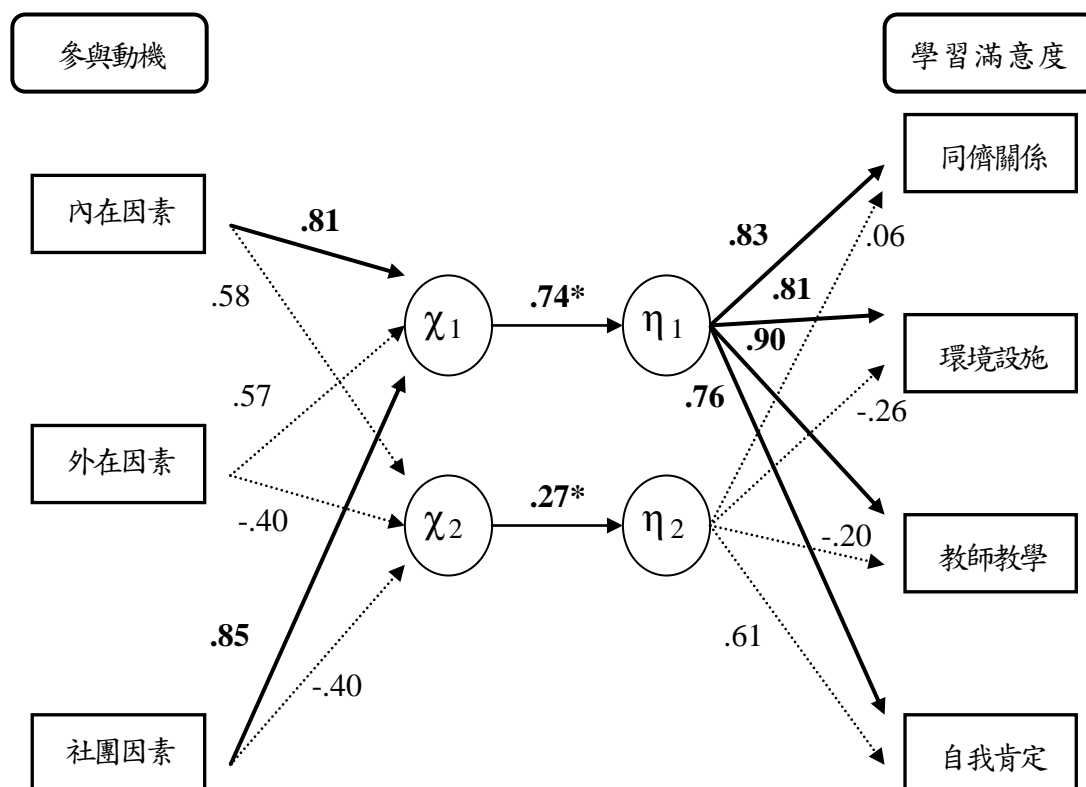 參與動機
學習滿意度
同儕關係
內在因素
.81
.83
.06
.58
.74*
.81
χ1
η1
.90
環境設施
.57
.76
-.26
外在因素
.27*
-.40
χ2
η2
-.20
教師教學
.85
.61
-.40
社團因素
自我肯定